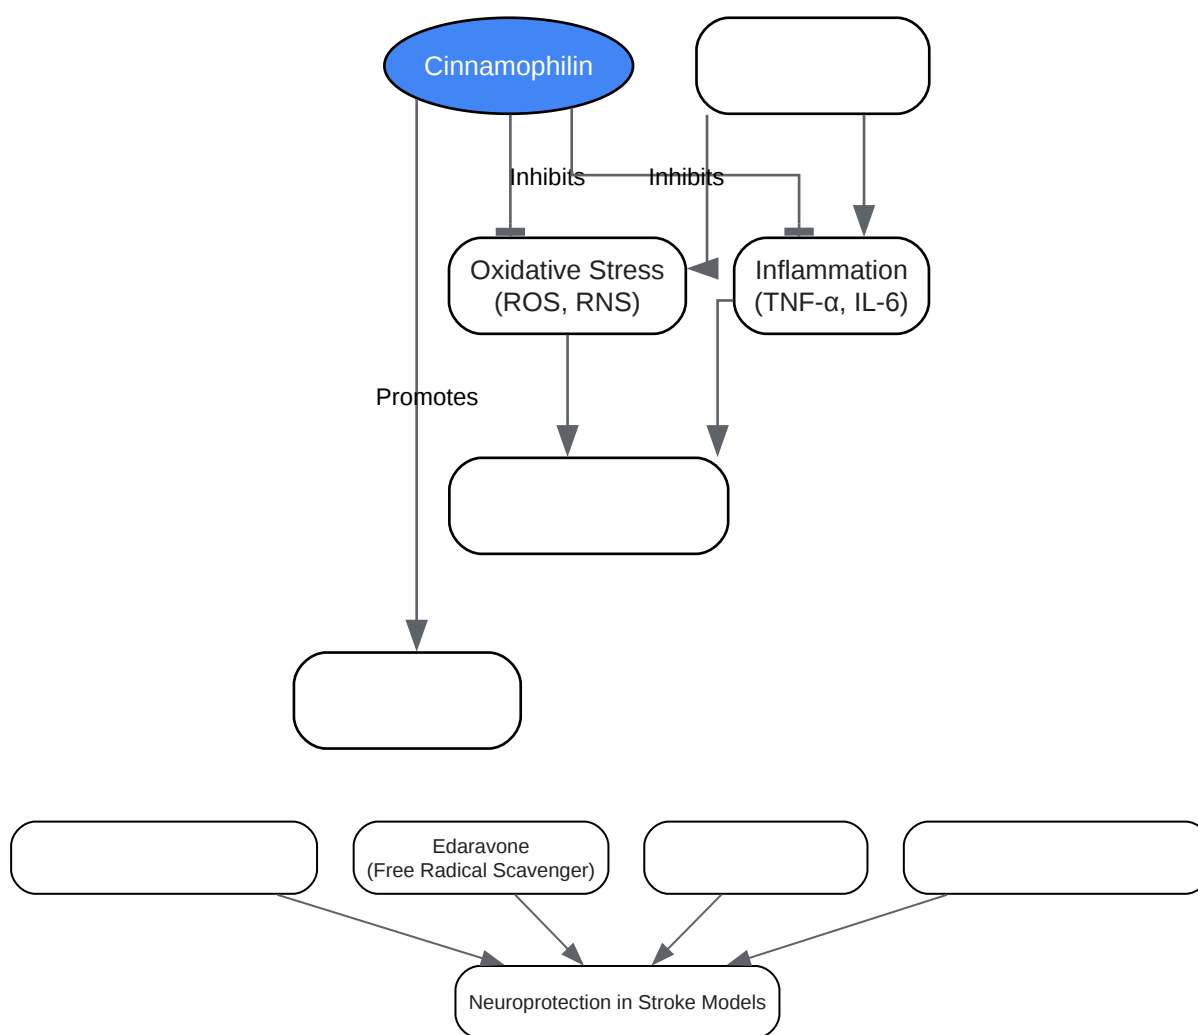 Cinnamophilin
Inhibits
Inhibits
Oxidative Stress
(ROS, RNS)
Inflammation
(TNF-α, IL-6)
Promotes
Edaravone
(Free Radical Scavenger)
Neuroprotection in Stroke Models